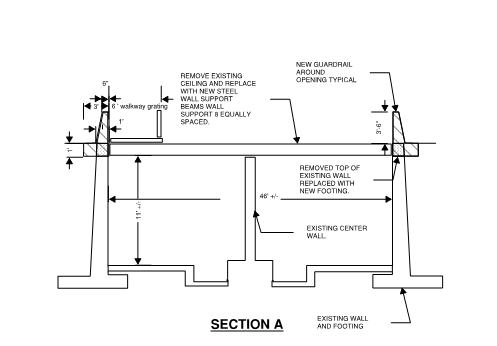 NEW GUARDRAIL
AROUND
OPENING TYPICAL
REMOVE EXISTING
CEILING AND REPLACE
WITH NEW STEEL
WALL SUPPORT
BEAMS WALL
SUPPORT 8 EQUALLY
SPACED.
6"
3"
6 ' walkway grating
1'
3'-6"
1'
REMOVED TOP OF
EXISTING WALL
REPLACED WITH
NEW FOOTING.
46' +/-
11' +/-
EXISTING CENTER
WALL.
SECTION A
EXISTING WALL
AND FOOTING